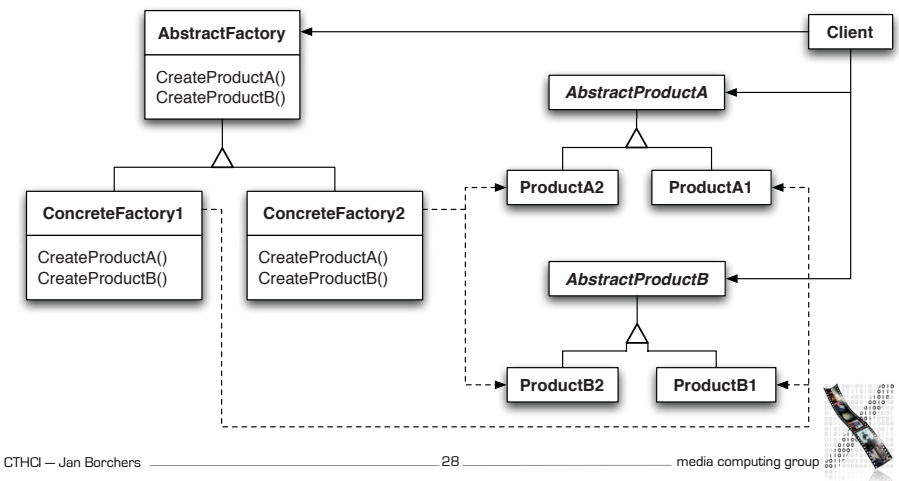 AbstractFactory
CreateProductA()
CreateProductB()
Client
AbstractProductA
ProductA2
ProductA1
ConcreteFactory1
CreateProductA()
CreateProductB()
ConcreteFactory2
CreateProductA()
CreateProductB()
AbstractProductB
ProductB2
ProductB1
CTHCI — Jan Borchers
28
media computing group